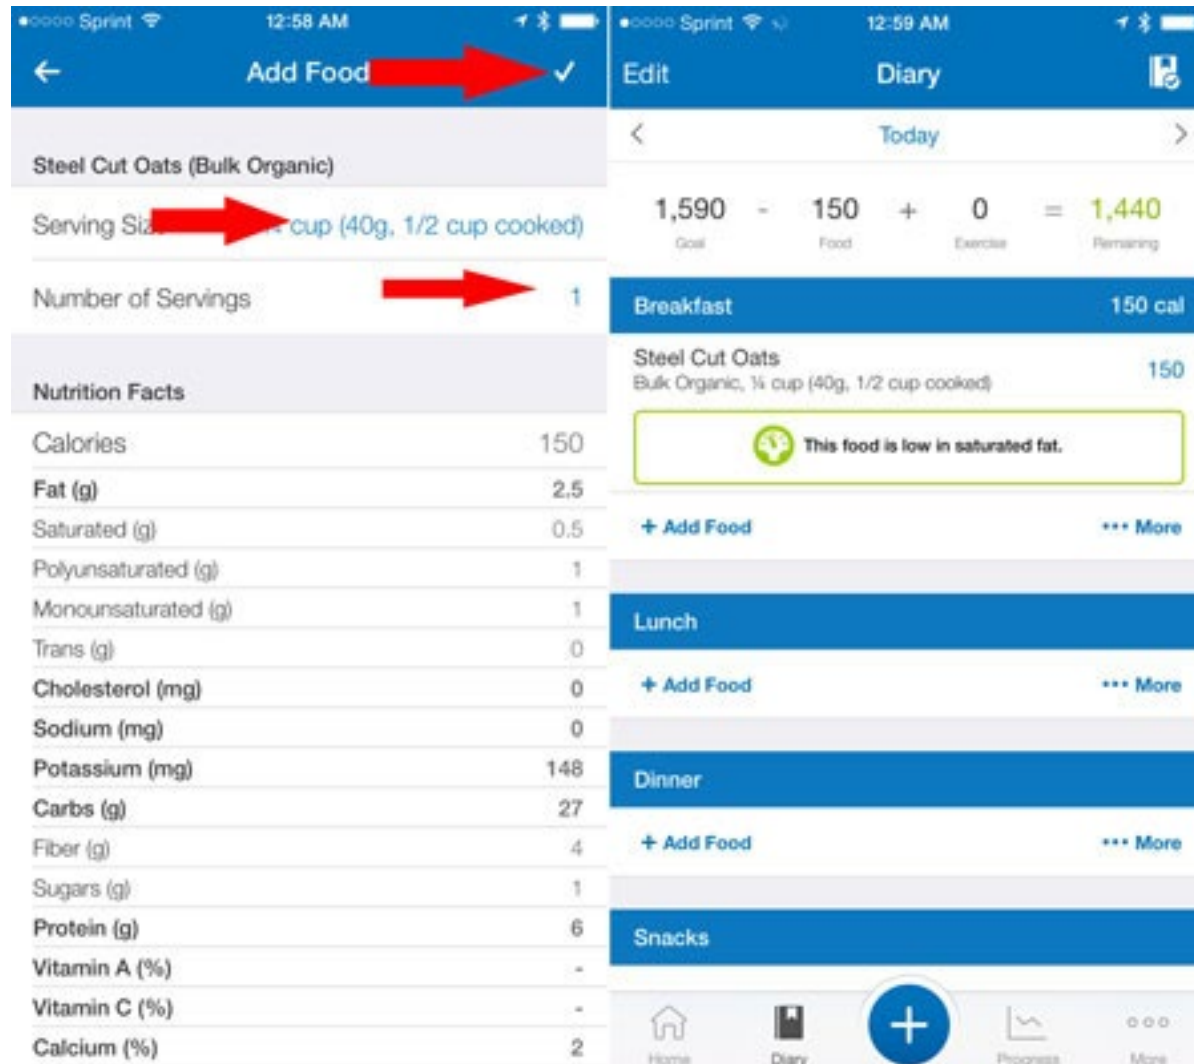 Sprint 12:58 AM
Add Food
Steel Cut Oats (Bulk Organic)
Serving cup (40g, 1/2 cup cooked)
Number of Servings 1
Nutrition Facts
Calories 150
Fat (g) 2.5
Saturated (g) 0.5
Polyunsaturated (g) 1
Monounsaturated (g) 1
Trans (g) 0
Cholesterol (mg) 0
Sodium (mg) 0
Potassium (mg) 148
Carbs (g) 27
Fiber (g) 4
Sugars (g) 1
Protein (g) 6
Vitamin A (%) -
Vitamin C (%) -
Calcium (%) 2
Sprint 12:59 AM
Edit Diary
< Today >
1,590 - 150 + 0 = 1,440
Goal Food Exercise Remaining
Breakfast 150 cal
Steel Cut Oats 150
Bulk Organic, ¼ cup (40g, 1/2 cup cooked)
This food is low in saturated fat.
+ Add Food ••• More
Lunch
+ Add Food ••• More
Dinner
+ Add Food ••• More
Snacks
Home Diary Progress More